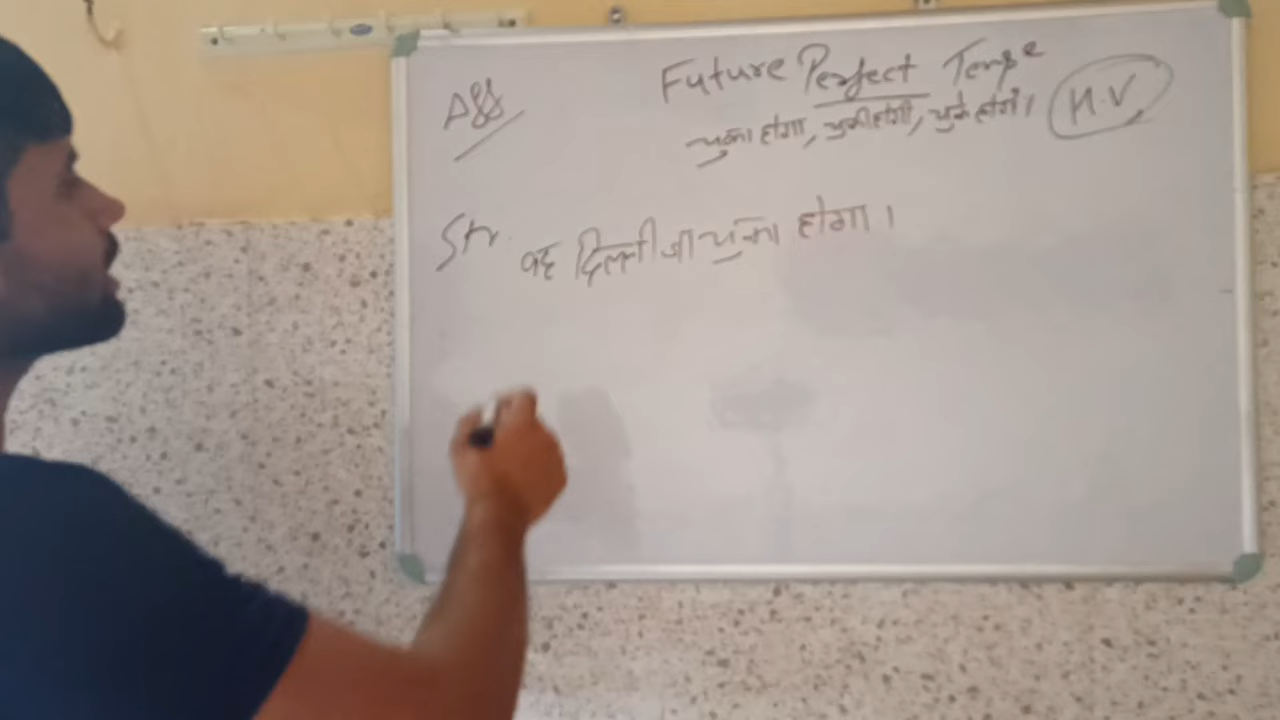 Future Perfect Tense
Aff
चुका होगा, चुकी होगी, चुके होगें। H.V
Str. वह दिल्ली जा चुका होगा।